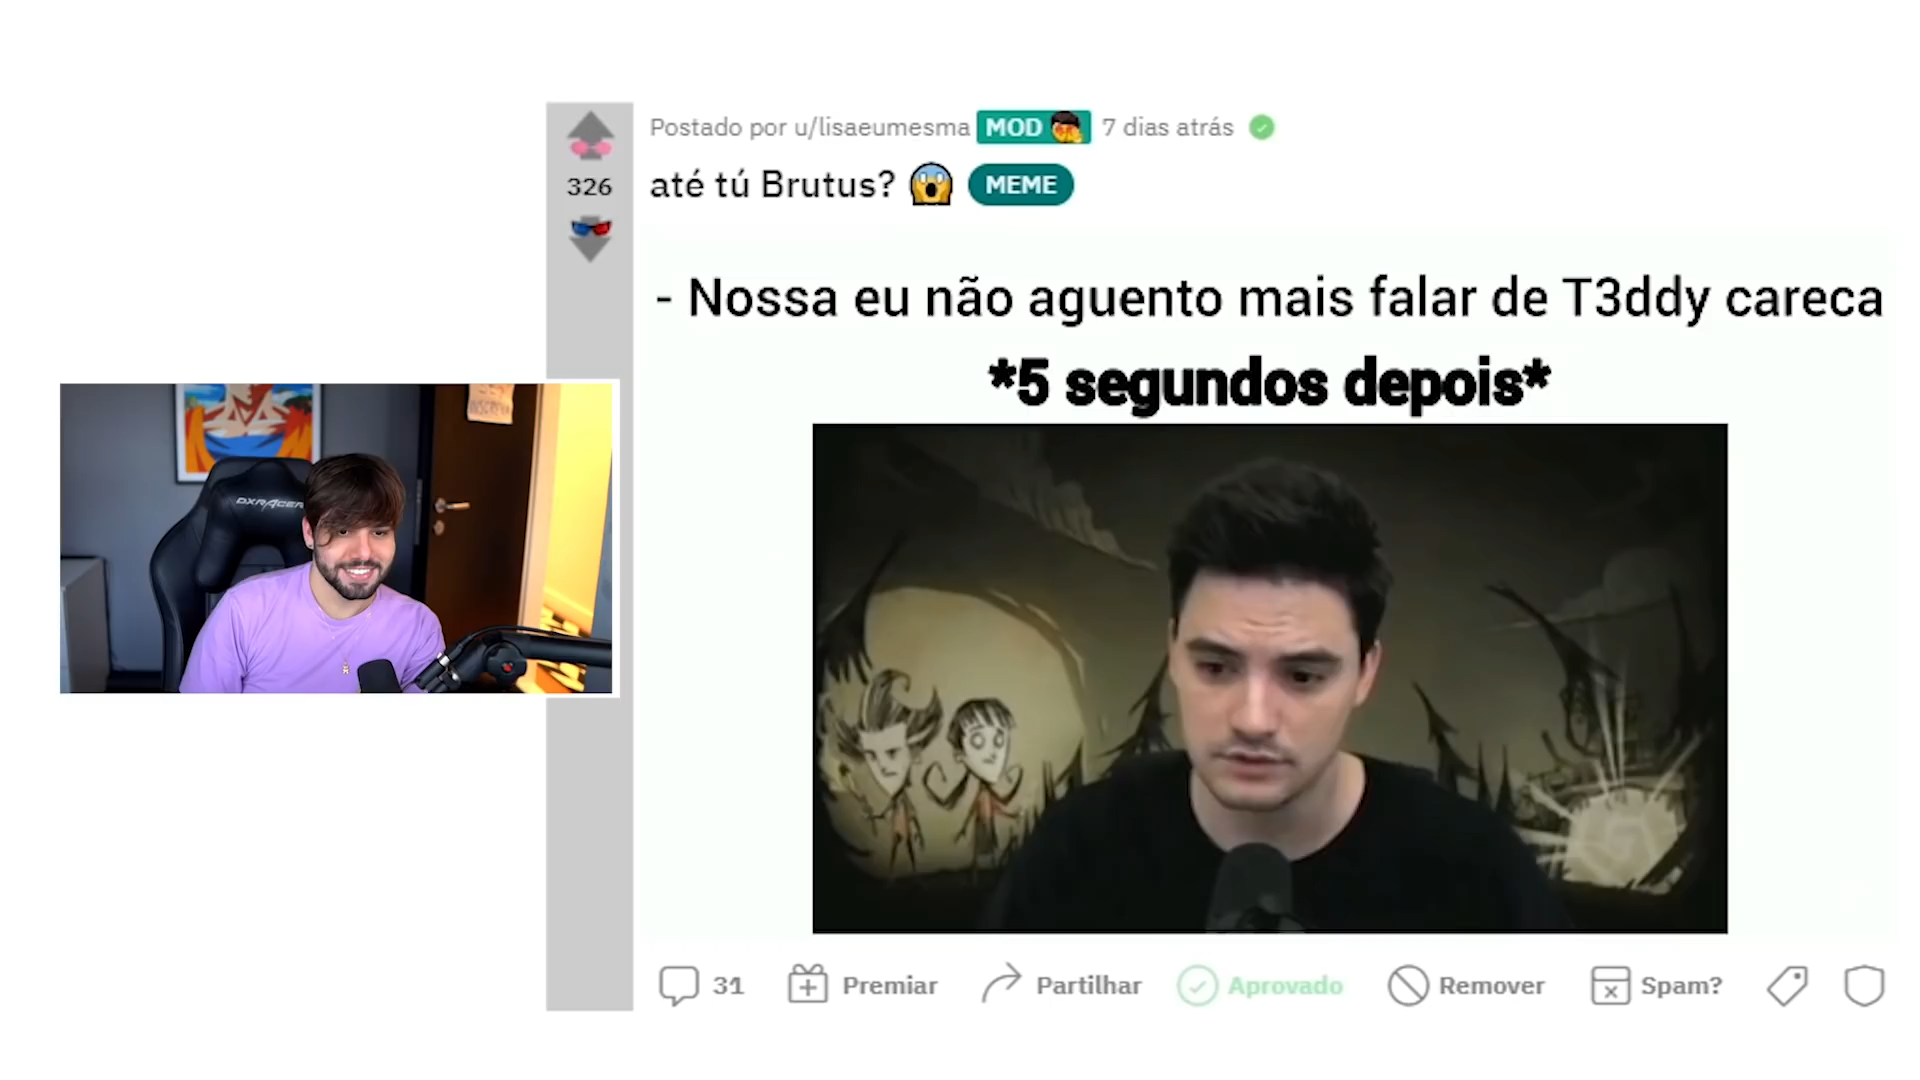 Postado por u/lisaeumesma MOD 7 dias atrás
326
até tú Brutus? MEME
- Nossa eu não aguento mais falar de T3ddy careca
*5 segundos depois*
DXRACER
31 Premiar Partilhar Aprovado Remover Spam?